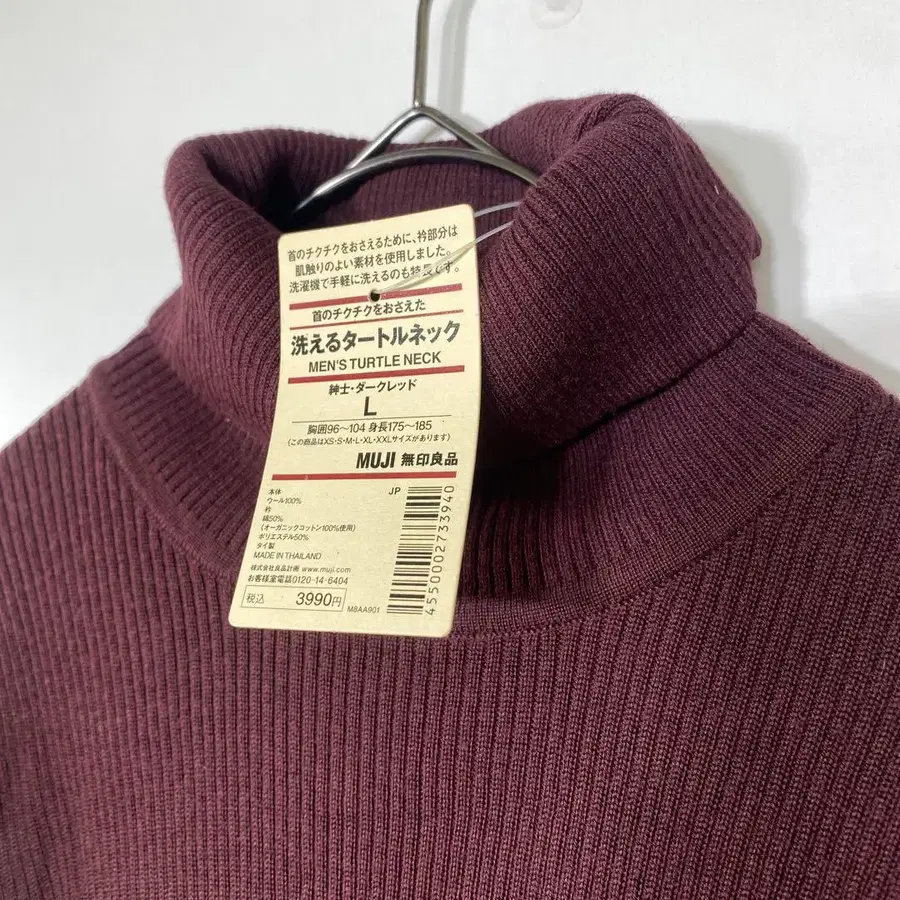 首のチクチクをおさえるために、衿部分は
肌触りのよい素材を使用しました。
洗濯機で手軽に洗えるのも特長です。
首のチクチクをおさえた
洗えるタートルネック
MEN'S TURTLE NECK
紳士・ダークレッド
L
胸囲96〜104 身長175〜185
(この商品はXS・S・M・L・XL・XXLサイズがあります)
MUJI 無印良品
JP
本体
ウール100%
衿
綿50%
(オーガニックコットン100%使用)
ポリエステル50%
タイ製
MADE IN THAILAND
株式会社良品計画 www.muji.com
お客様室電話0120-14-6404
税込 3990円
M8AA901
4550002733940